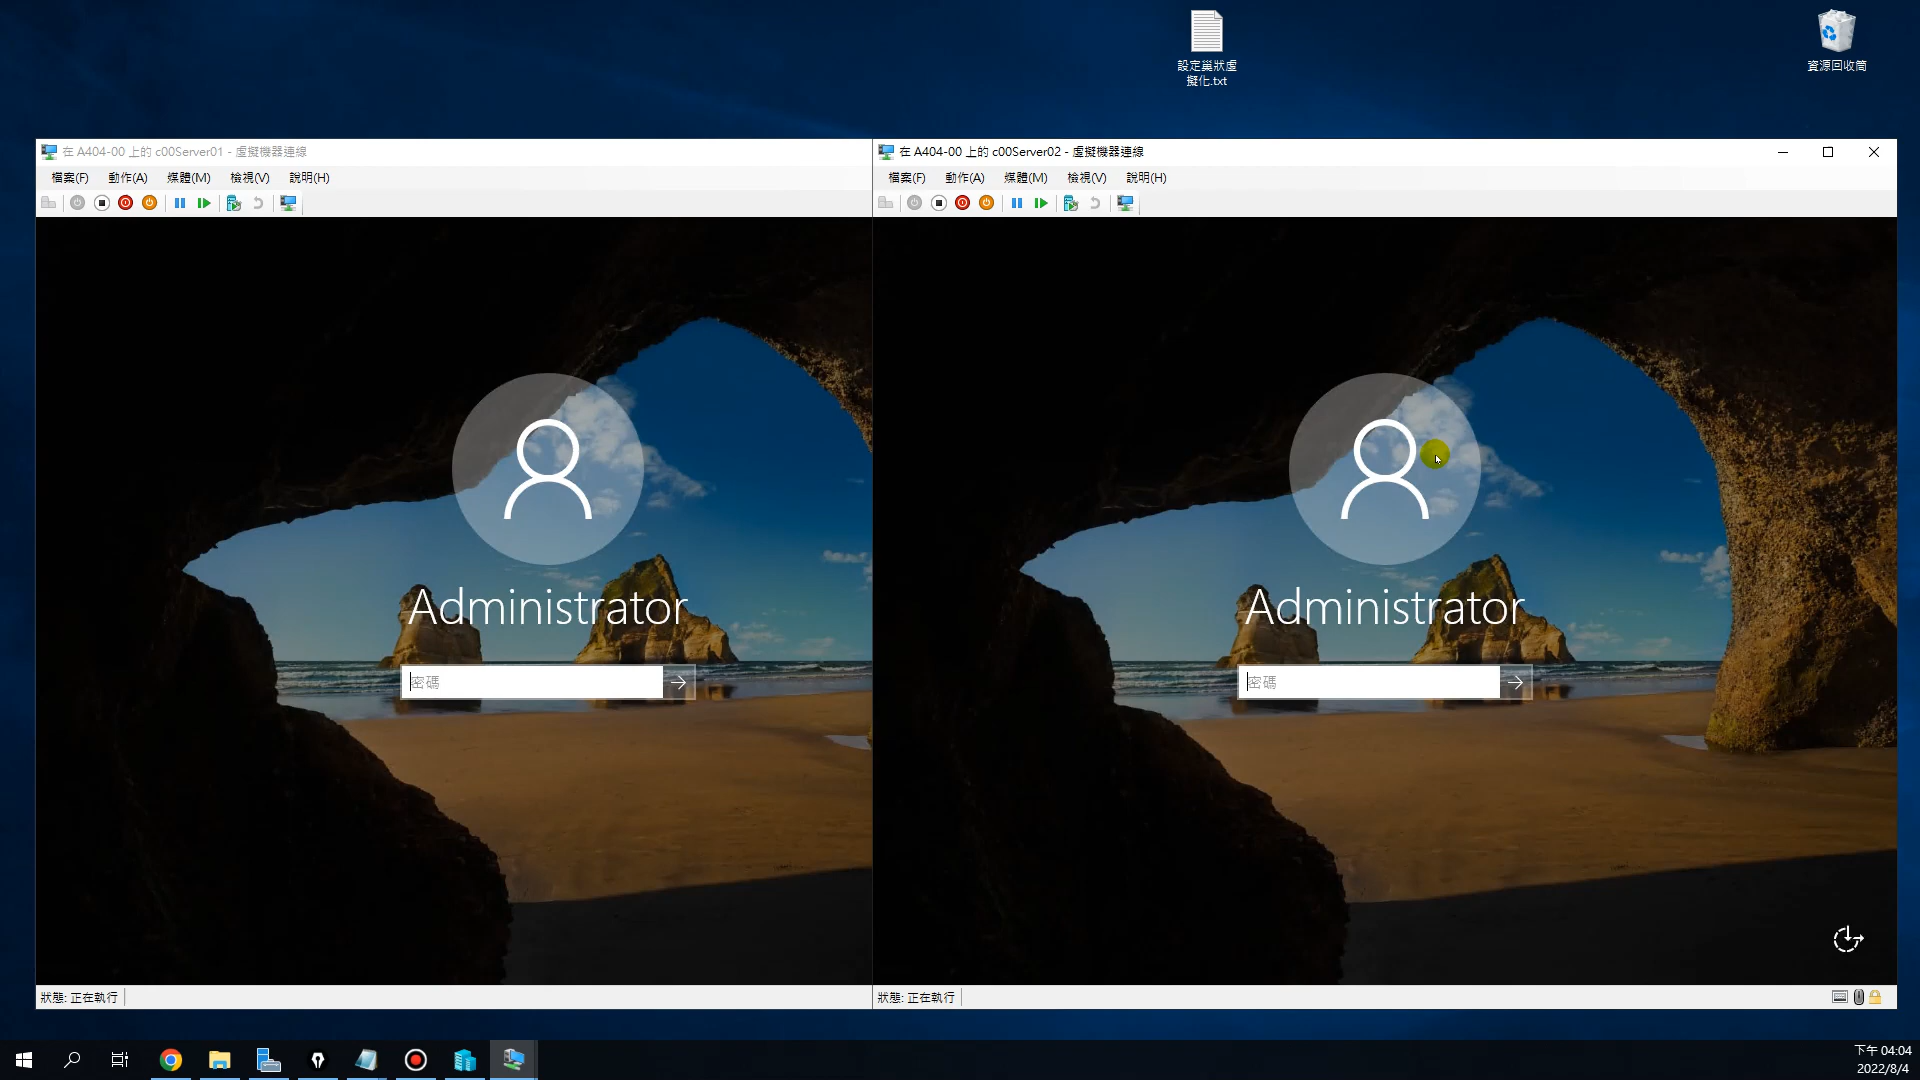 設定巢狀虛
擬化.txt
資源回收筒
在 A404-00 上的 c00Server01 - 虛擬機器連線
檔案(F) 動作(A) 媒體(M) 檢視(V) 說明(H)
Administrator
密碼
狀態: 正在執行
在 A404-00 上的 c00Server02 - 虛擬機器連線
檔案(F) 動作(A) 媒體(M) 檢視(V) 說明(H)
Administrator
密碼
狀態: 正在執行
下午 04:04
2022/8/4